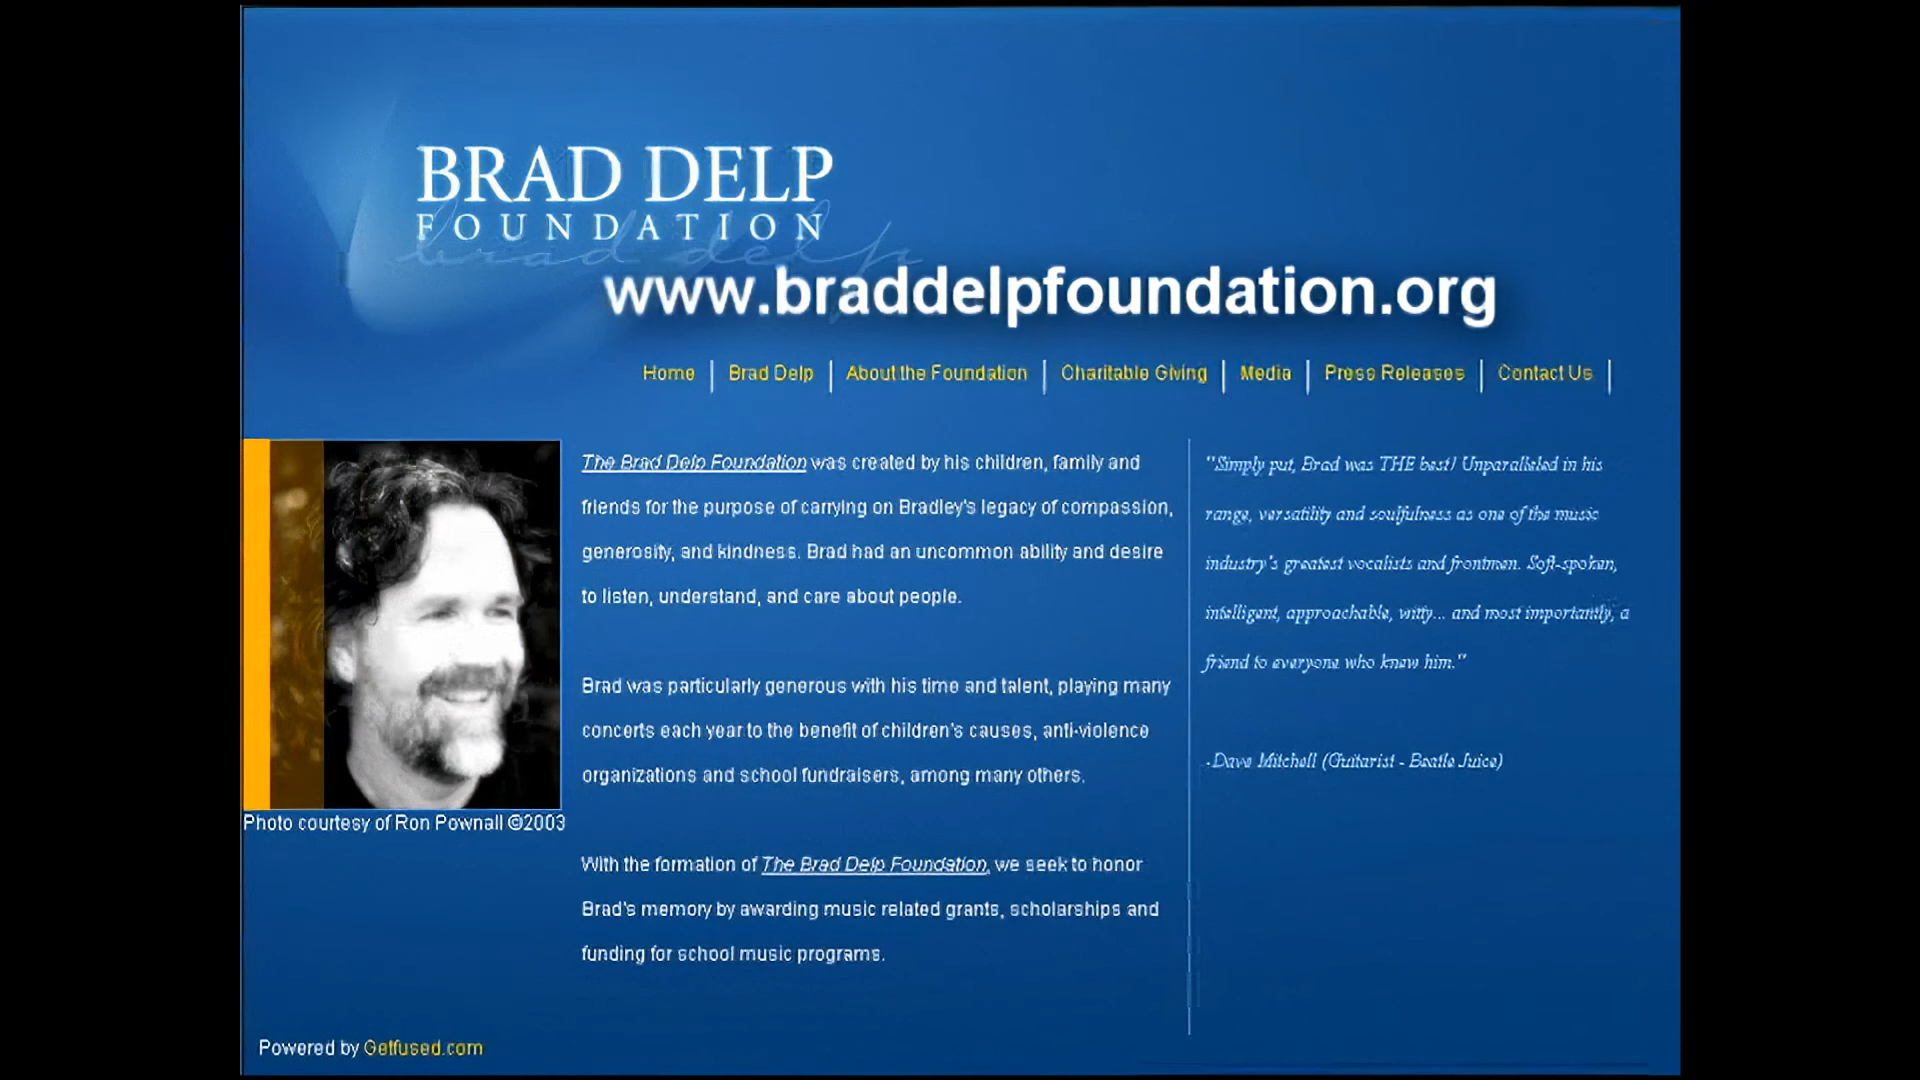 BRAD DELP
FOUNDATION
brad delp
www.braddelpfoundation.org
Home | Brad Delp | About the Foundation | Charitable Giving | Media | Press Releases | Contact Us |
The Brad Delp Foundation was created by his children, family and
friends for the purpose of carrying on Bradley's legacy of compassion,
generosity, and kindness. Brad had an uncommon ability and desire
to listen, understand, and care about people.
Brad was particularly generous with his time and talent, playing many
concerts each year to the benefit of children's causes, anti-violence
organizations and school fundraisers, among many others.
With the formation of The Brad Delp Foundation, we seek to honor
Brad's memory by awarding music related grants, scholarships and
funding for school music programs.
"Simply put, Brad was THE best! Unparalleled in his
range, versatility and soulfulness as one of the music
industry's greatest vocalists and frontmen. Soft-spoken,
intelligent, approachable, witty... and most importantly, a
friend to everyone who knew him."
-Dave Mitchell (Guitarist - Beatle Juice)
Photo courtesy of Ron Pownall ©2003
Powered by Getfused.com